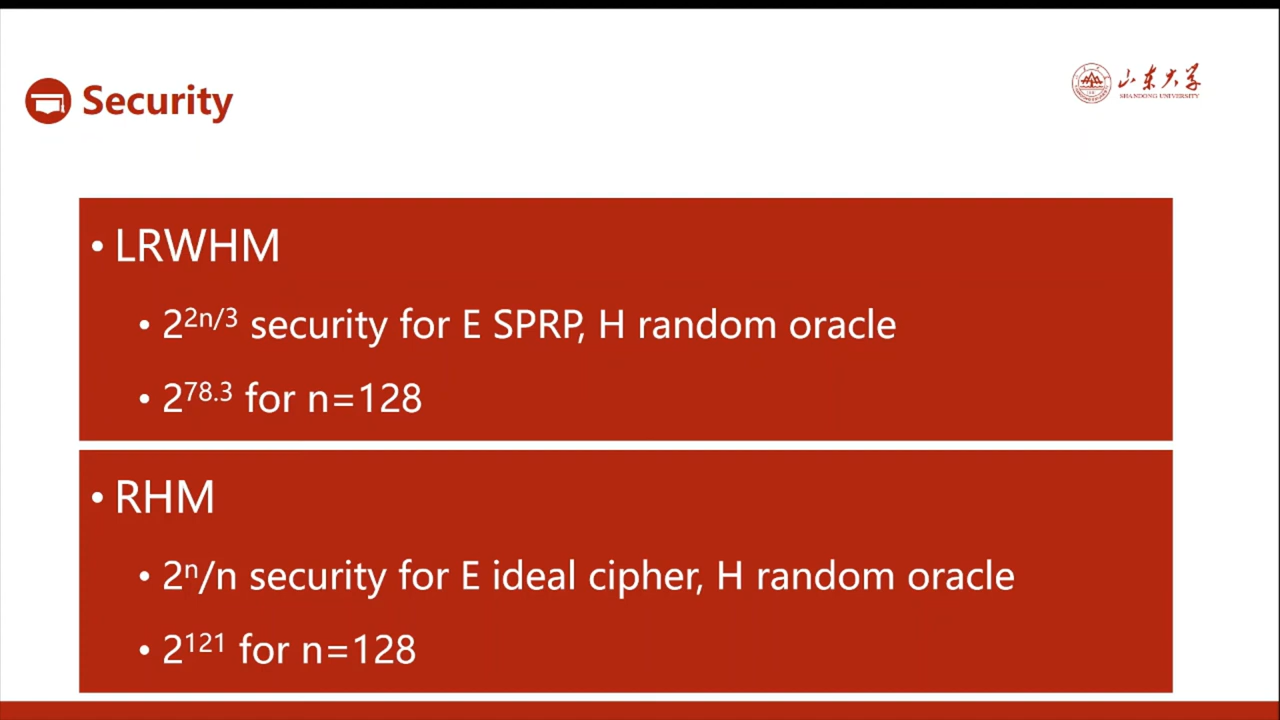 Security
山东大学
SHANDONG UNIVERSITY
• LRWHM
• 2^{2n/3} security for E SPRP, H random oracle
• 2^{78.3} for n=128
• RHM
• 2^n/n security for E ideal cipher, H random oracle
• 2^{121} for n=128